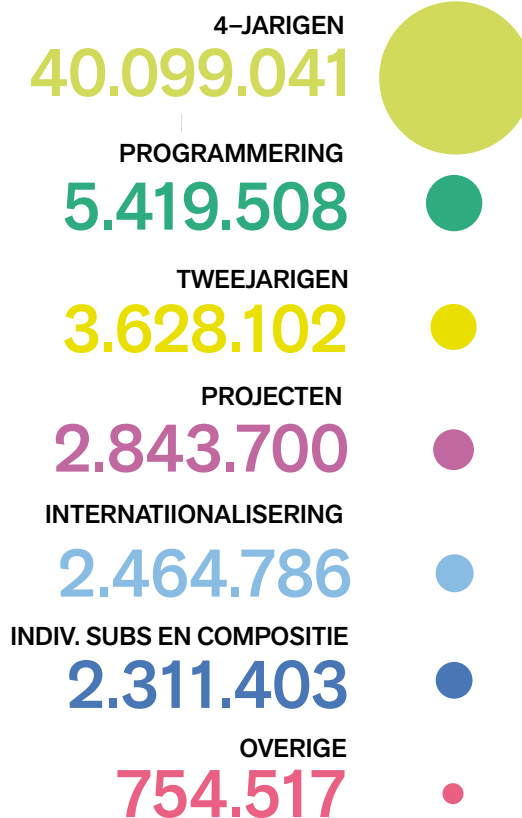 4–JARIGEN
40.099.041
PROGRAMMERING
5.419.508
TWEEJARIGEN
3.628.102
PROJECTEN
2.843.700
INTERNATIIONALISERING
2.464.786
INDIV. SUBS EN COMPOSITIE
2.311.403
OVERIGE
754.517